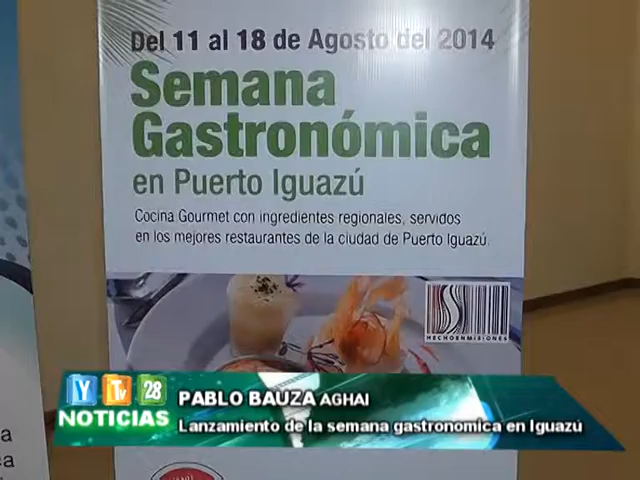 Del 11 al 18 de Agosto del 2014
Semana
Gastronómica
en Puerto Iguazú
Cocina Gourmet con ingredientes regionales, servidos
en los mejores restaurantes de la ciudad de Puerto Iguazú.
HECHOENMISIONES
Y TV 28
NOTICIAS
PABLO BAUZA AGHAI
Lanzamiento de la semana gastronomica en Iguazú